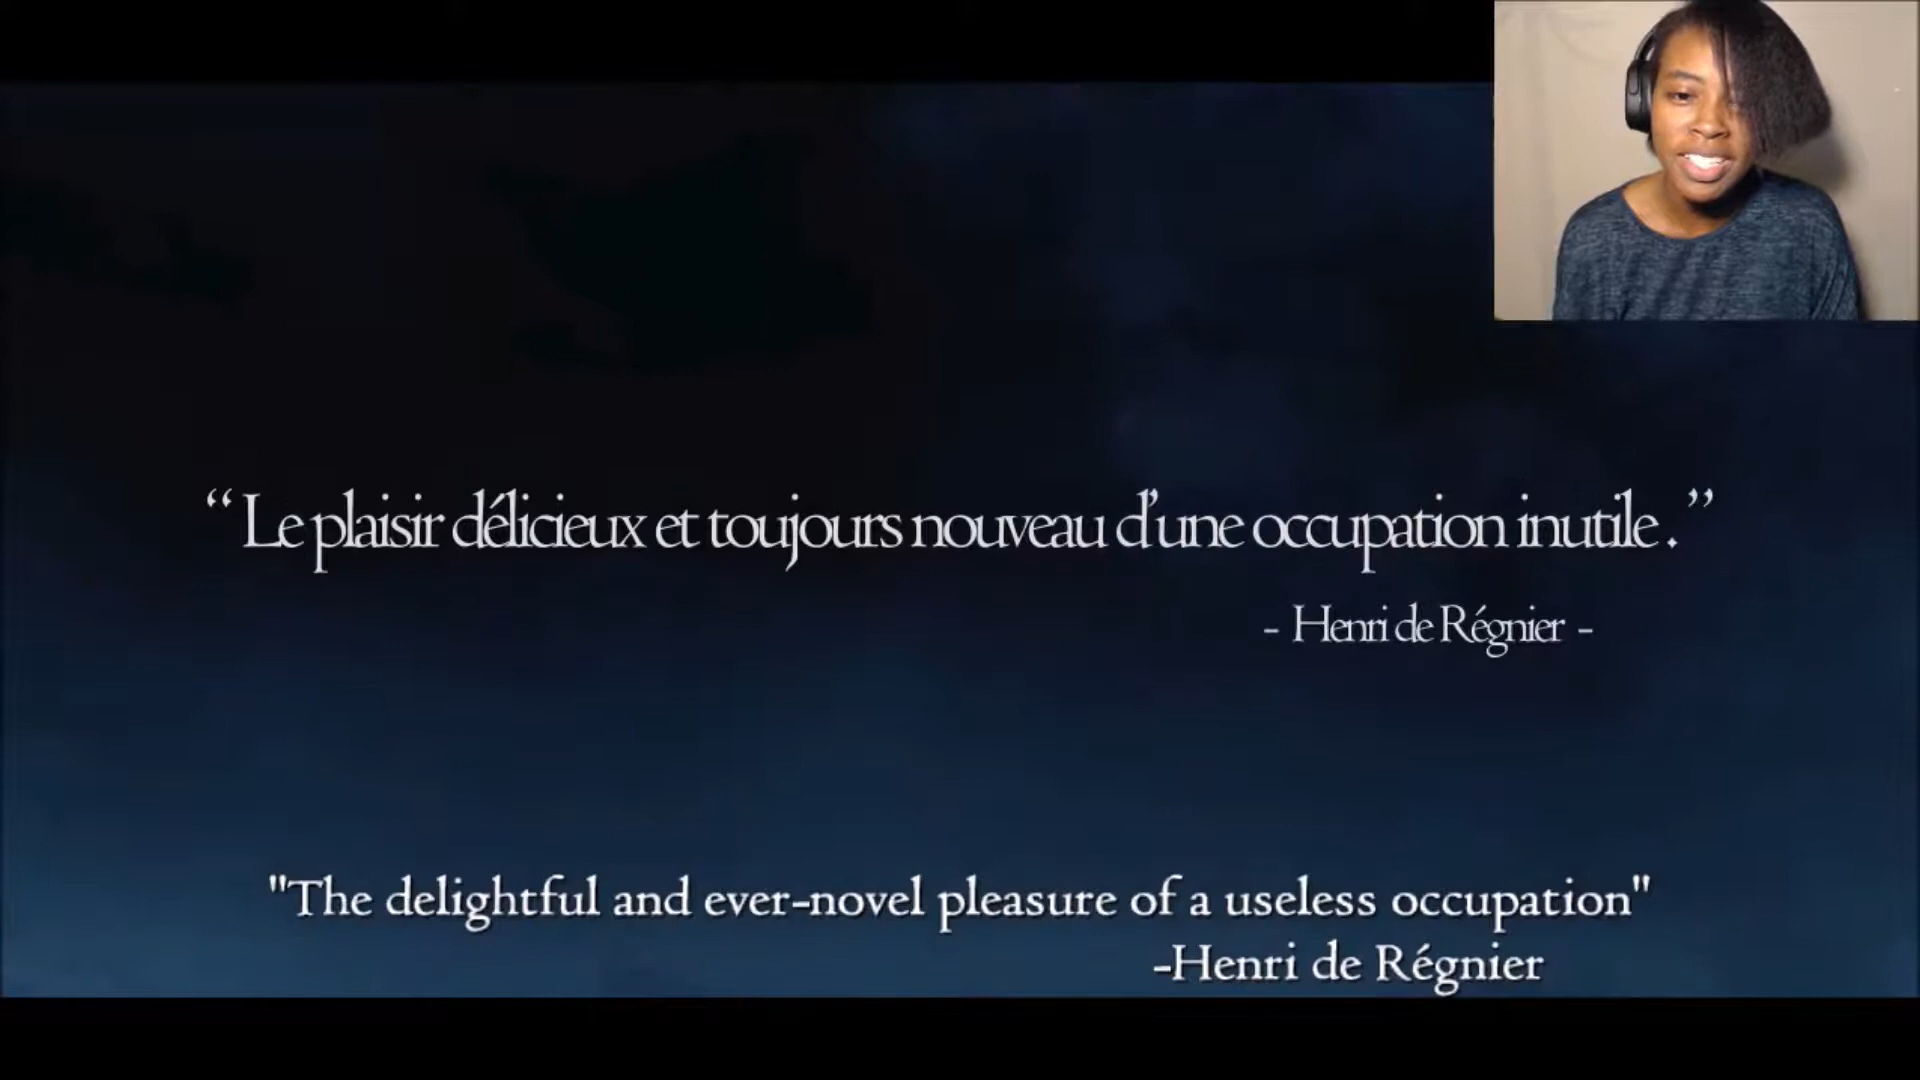 “ Le plaisir délicieux et toujours nouveau d’une occupation inutile . ”
- Henri de Régnier -
"The delightful and ever-novel pleasure of a useless occupation"
-Henri de Régnier